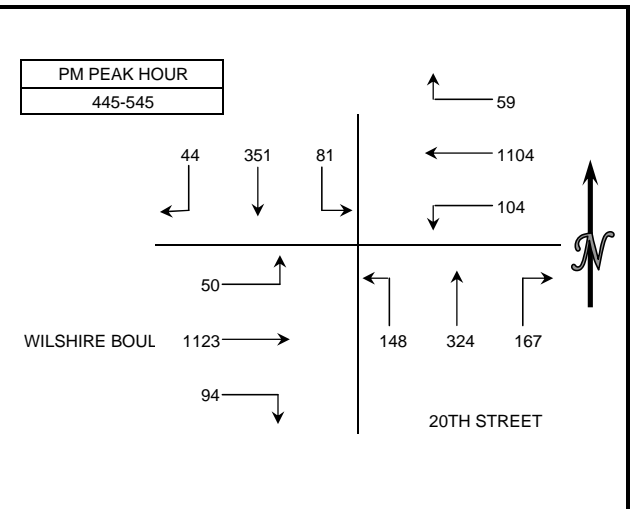 PM PEAK HOUR
445-545
59
44 351 81 1104
104
50
WILSHIRE BOUL 1123 148 324 167
94
20TH STREET
N